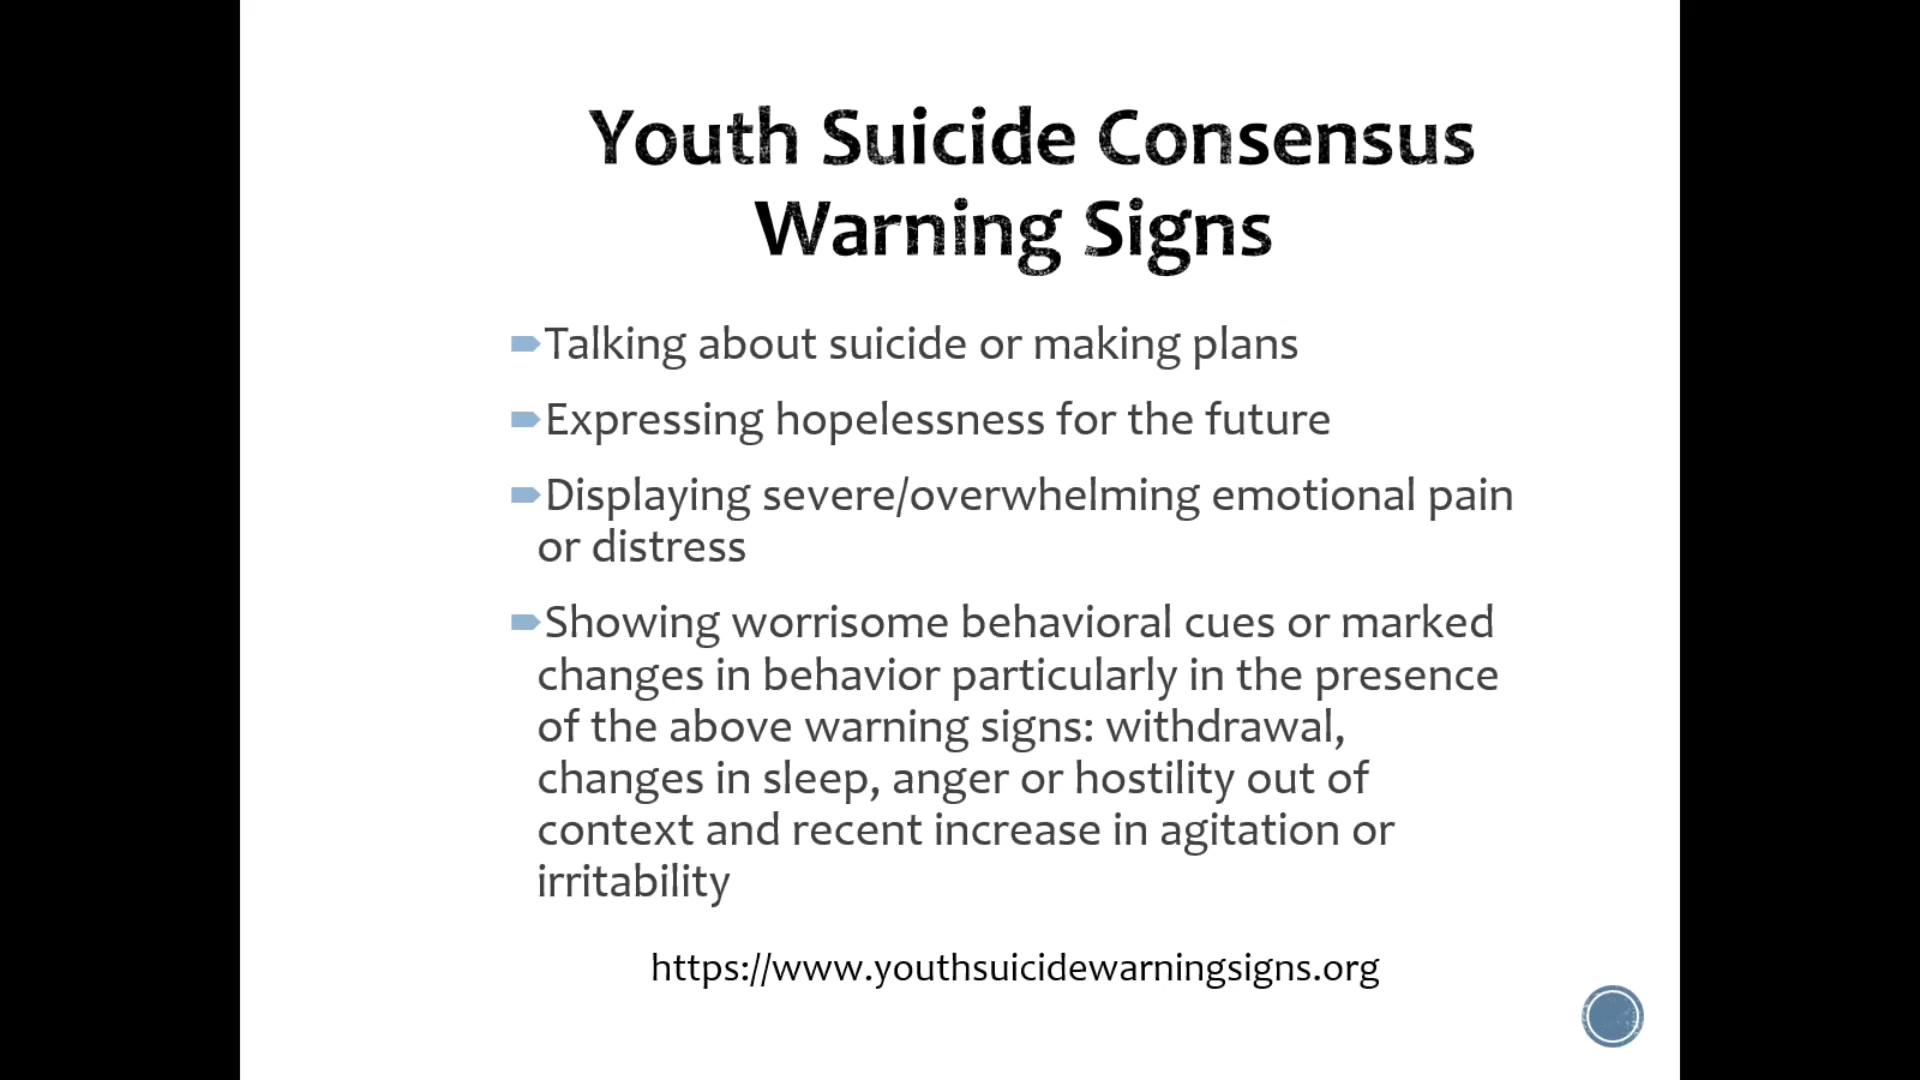 Youth Suicide Consensus
Warning Signs
Talking about suicide or making plans
Expressing hopelessness for the future
Displaying severe/overwhelming emotional pain
or distress
Showing worrisome behavioral cues or marked
changes in behavior particularly in the presence
of the above warning signs: withdrawal,
changes in sleep, anger or hostility out of
context and recent increase in agitation or
irritability
https://www.youthsuicidewarningsigns.org